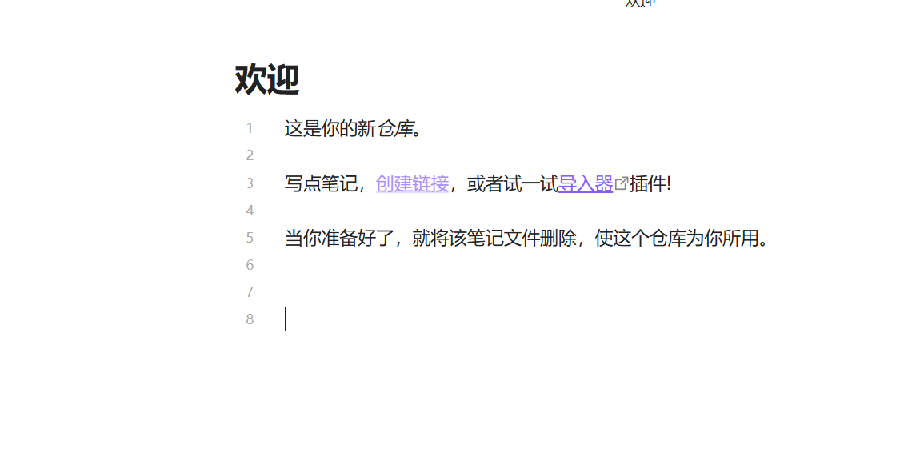 欢迎
欢迎
1 这是你的新仓库。
2
3 写点笔记，创建链接，或者试一试导入器插件!
4
5 当你准备好了，就将该笔记文件删除，使这个仓库为你所用。
6
7
8